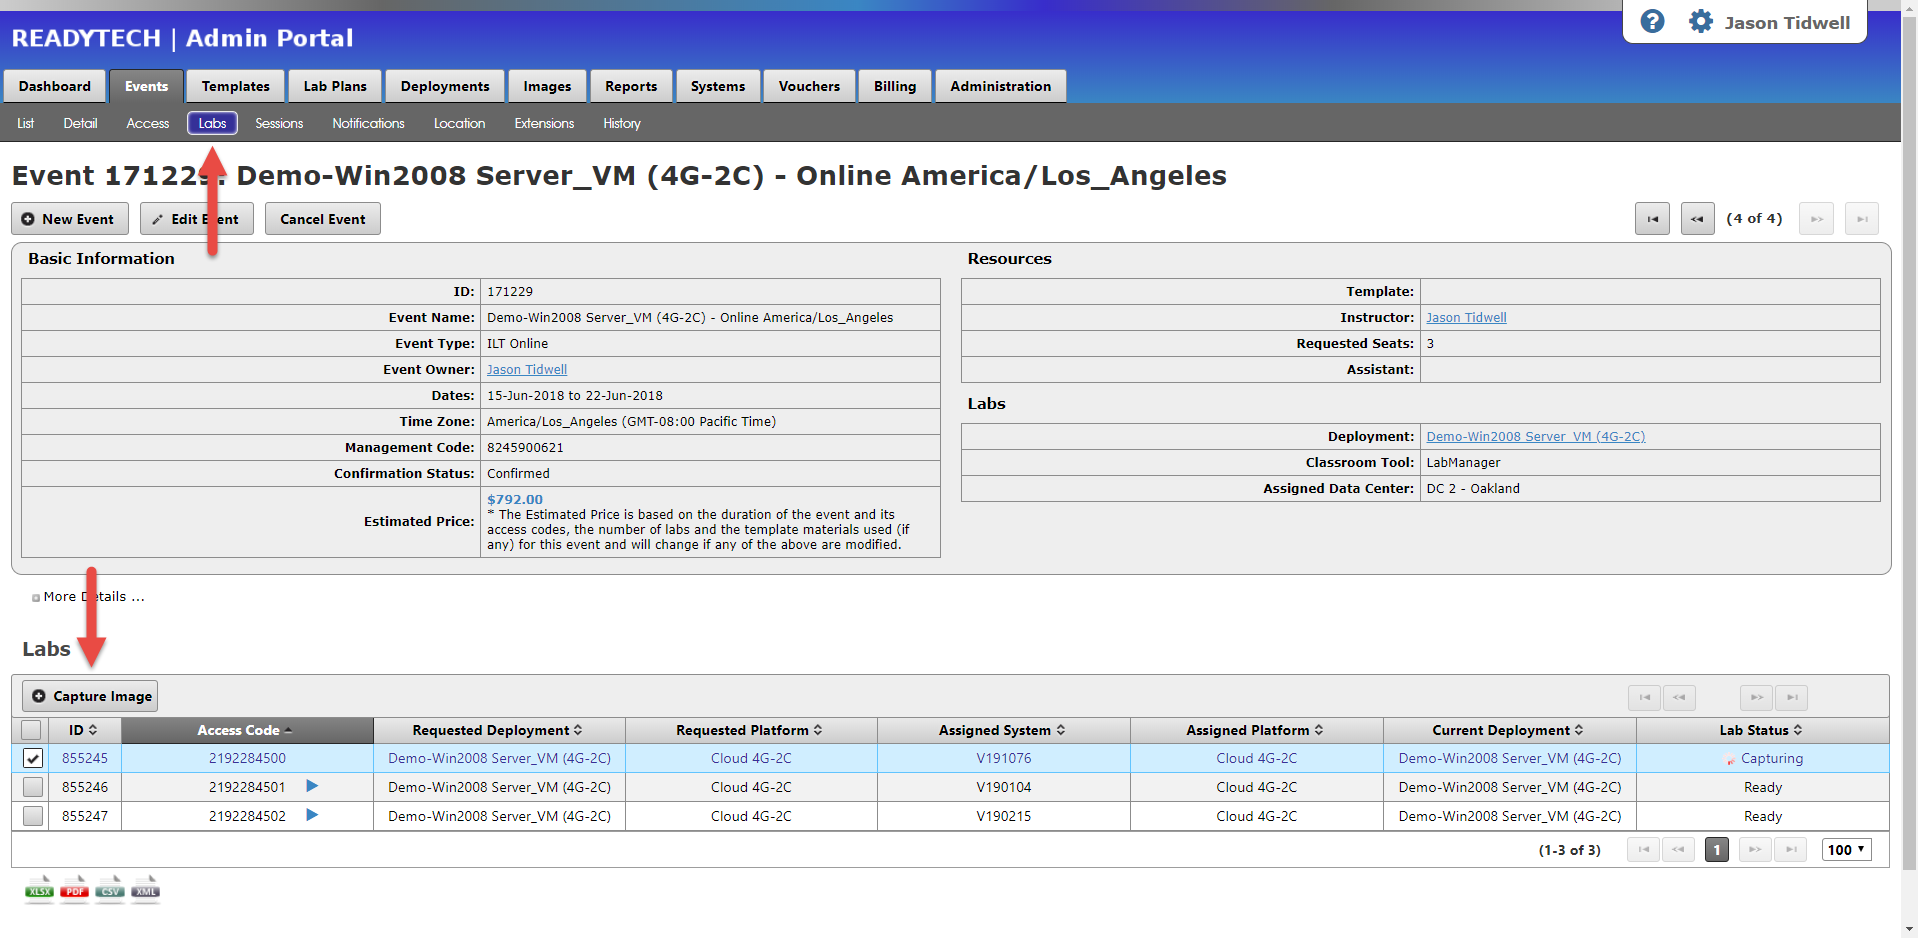 READYTECH | Admin Portal
Jason Tidwell
Dashboard Events Templates Lab Plans Deployments Images Reports Systems Vouchers Billing Administration
List Detail Access Labs Sessions Notifications Location Extensions History
Event 171229: Demo-Win2008 Server_VM (4G-2C) - Online America/Los_Angeles
New Event Edit Event Cancel Event (4 of 4)
Basic Information
ID: 171229
Event Name: Demo-Win2008 Server_VM (4G-2C) - Online America/Los_Angeles
Event Type: ILT Online
Event Owner: Jason Tidwell
Dates: 15-Jun-2018 to 22-Jun-2018
Time Zone: America/Los_Angeles (GMT-08:00 Pacific Time)
Management Code: 8245900621
Confirmation Status: Confirmed
Estimated Price: $792.00
* The Estimated Price is based on the duration of the event and its
access codes, the number of labs and the template materials used (if
any) for this event and will change if any of the above are modified.
Resources
Template:
Instructor: Jason Tidwell
Requested Seats: 3
Assistant:
Labs
Deployment: Demo-Win2008 Server_VM (4G-2C)
Classroom Tool: LabManager
Assigned Data Center: DC 2 - Oakland
More Details ...
Labs
Capture Image
ID Access Code Requested Deployment Requested Platform Assigned System Assigned Platform Current Deployment Lab Status
855245 2192284500 Demo-Win2008 Server_VM (4G-2C) Cloud 4G-2C V191076 Cloud 4G-2C Demo-Win2008 Server_VM (4G-2C) Capturing
855246 2192284501 Demo-Win2008 Server_VM (4G-2C) Cloud 4G-2C V190104 Cloud 4G-2C Demo-Win2008 Server_VM (4G-2C) Ready
855247 2192284502 Demo-Win2008 Server_VM (4G-2C) Cloud 4G-2C V190215 Cloud 4G-2C Demo-Win2008 Server_VM (4G-2C) Ready
(1-3 of 3) 1 100
XLSX PDF CSV XML